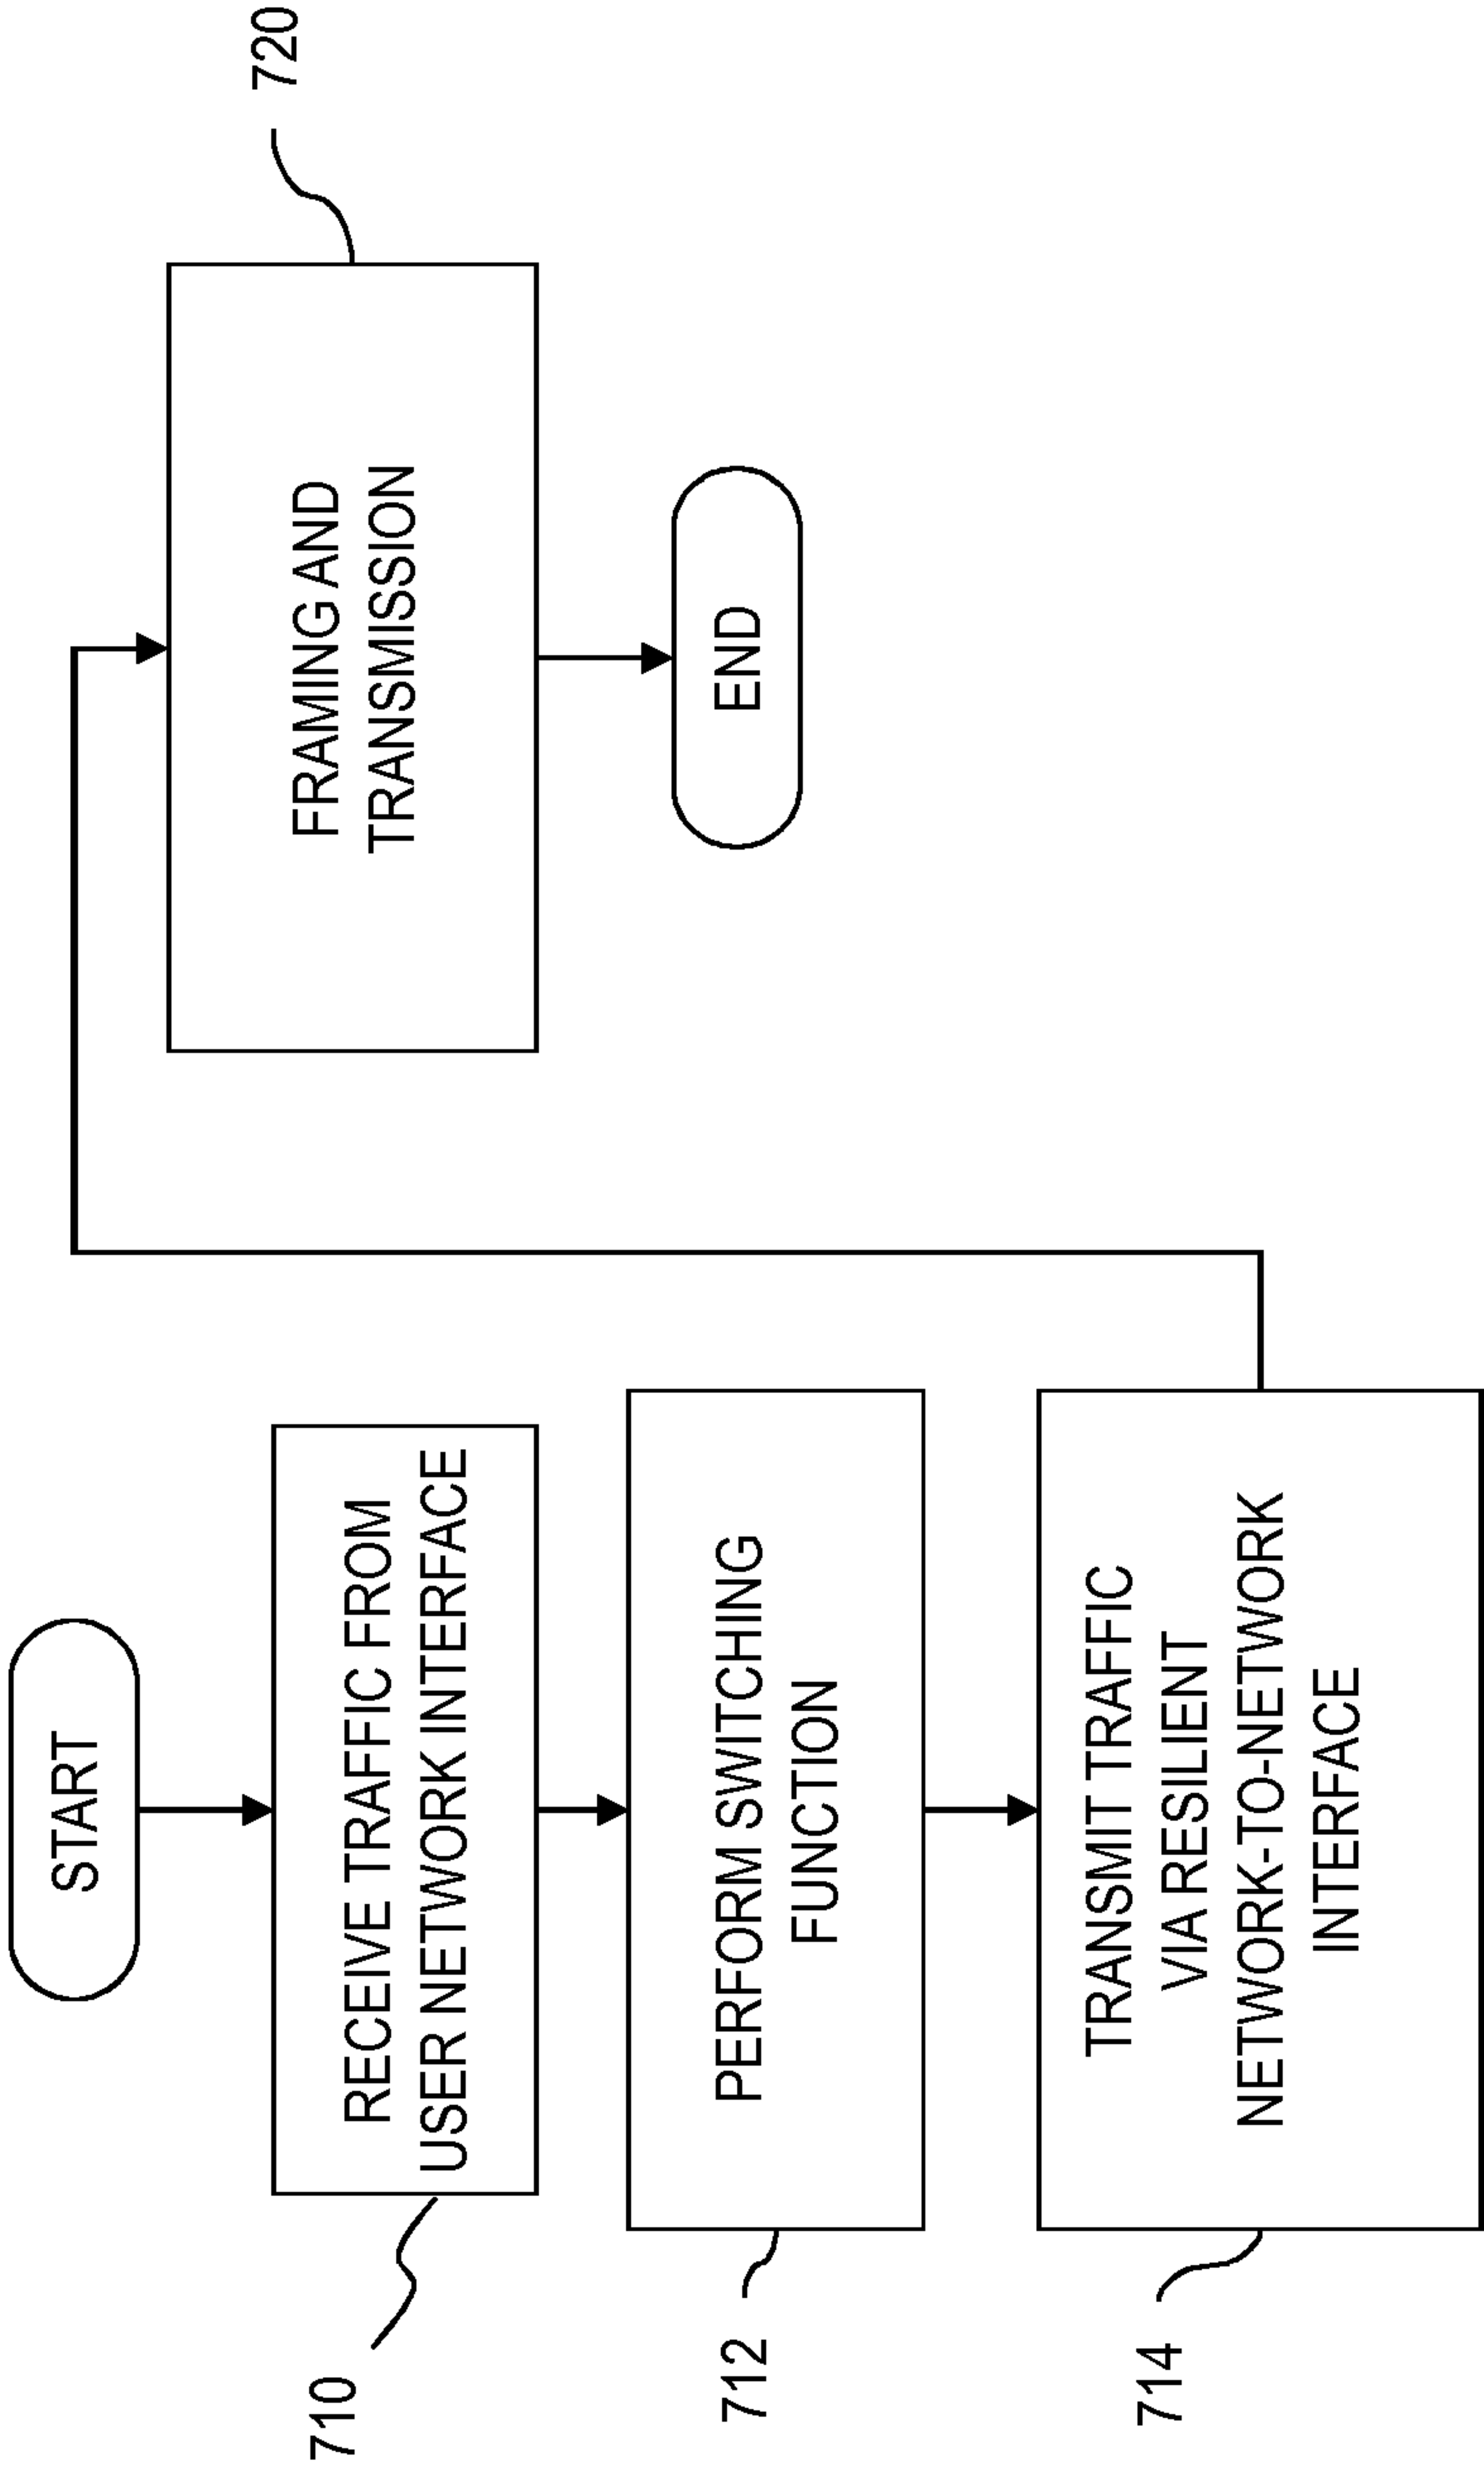 START
710
RECEIVE TRAFFIC FROM
USER NETWORK INTERFACE
712
PERFORM SWITCHING
FUNCTION
714
TRANSMIT TRAFFIC
VIA RESILIENT
NETWORK-TO-NETWORK
INTERFACE
720
FRAMING AND
TRANSMISSION
END